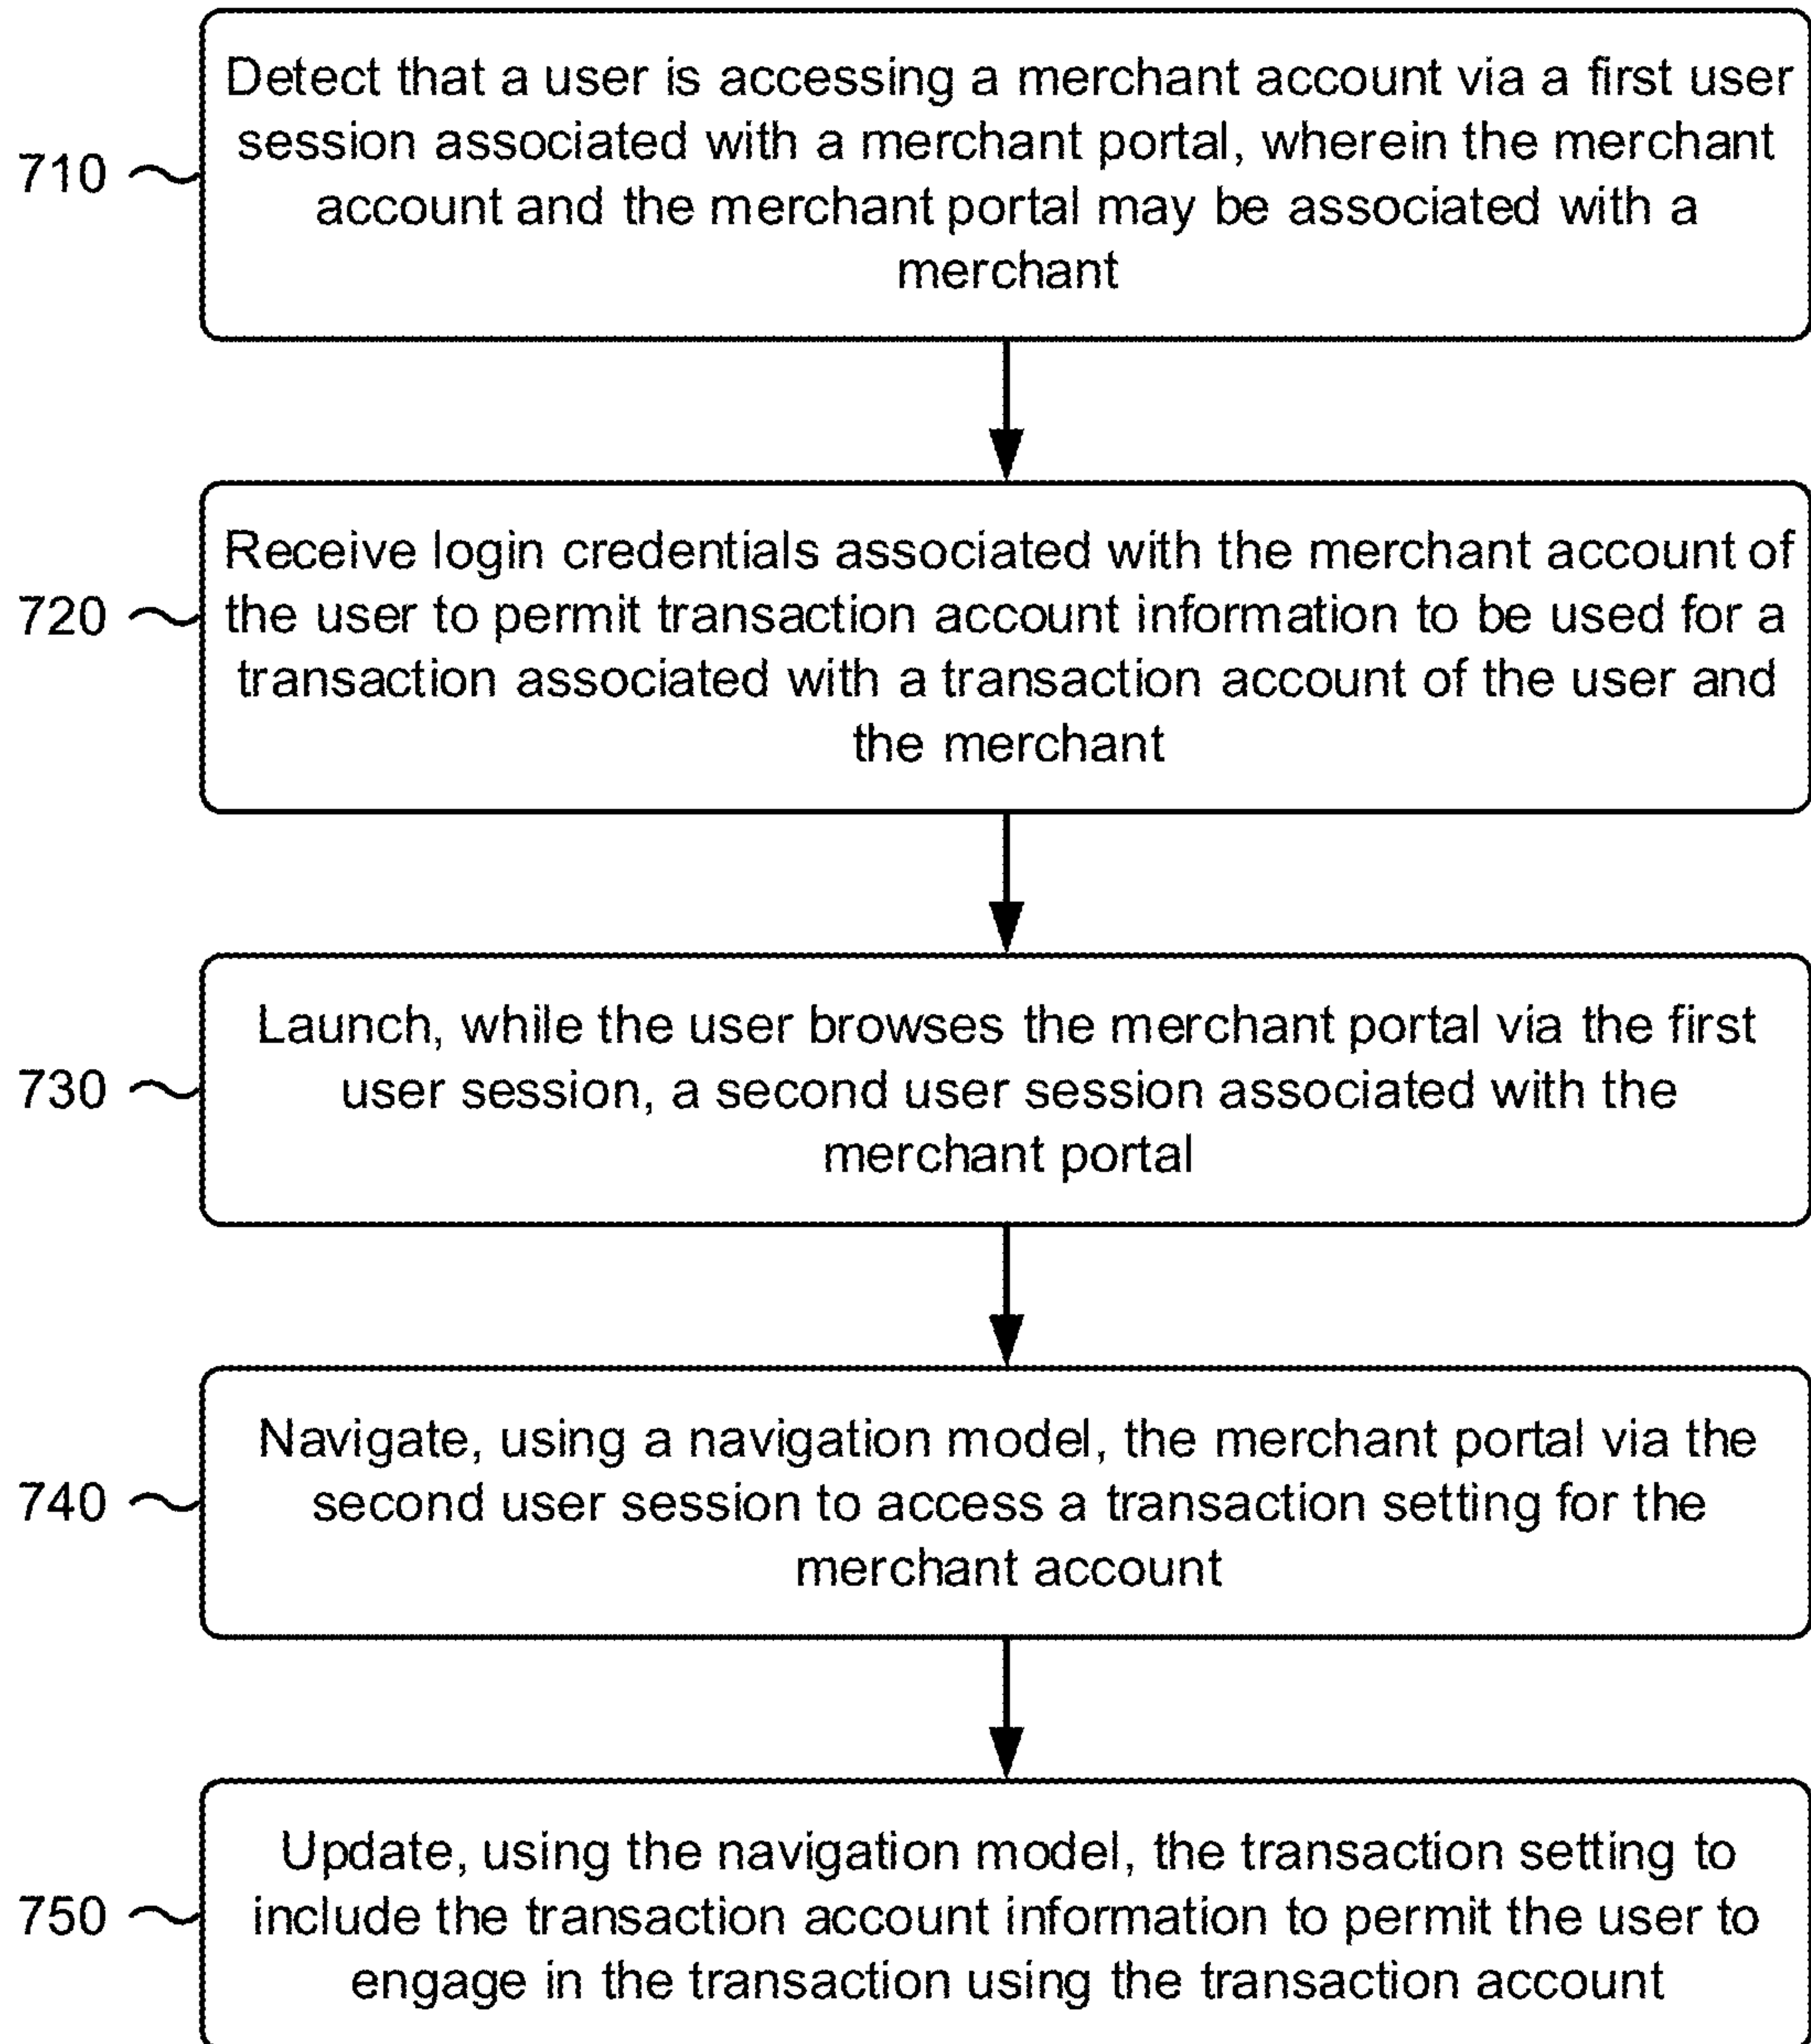 Detect that a user is accessing a merchant account via a first user
session associated with a merchant portal, wherein the merchant
710
account and the merchant portal may be associated with a
merchant
Receive login credentials associated with the merchant account of
720
the user to permit transaction account information to be used for a
transaction associated with a transaction account of the user and
the merchant
Launch, while the user browses the merchant portal via the first
730
user session, a second user session associated with the
merchant portal
Navigate, using a navigation model, the merchant portal via the
740
second user session to access a transaction setting for the
merchant account
Update, using the navigation model, the transaction setting to
750
include the transaction account information to permit the user to
engage in the transaction using the transaction account